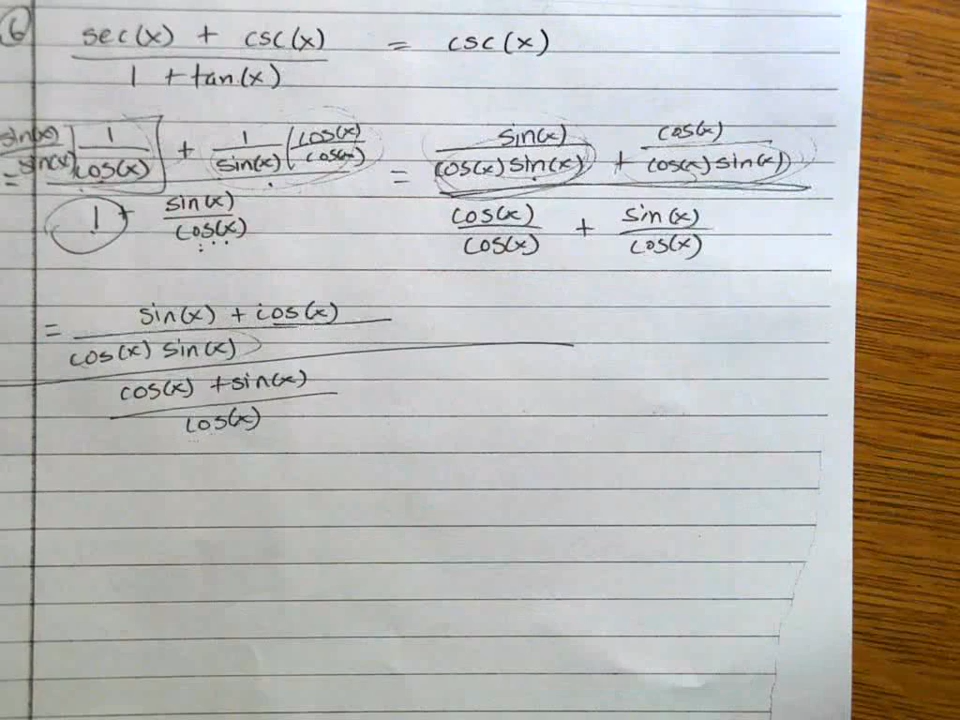 6 sec(x) + csc(x) = csc(x)
1 + tan(x)
sin(x) 1 + 1 cos(x) = sin(x) + cos(x)
= sin(x) cos(x) sin(x) cos(x) cos(x) sin(x) cos(x) sin(x)
1 + sin(x) cos(x) + sin(x)
cos(x) cos(x) cos(x)
= sin(x) + cos(x)
cos(x) sin(x)
cos(x) + sin(x)
cos(x)